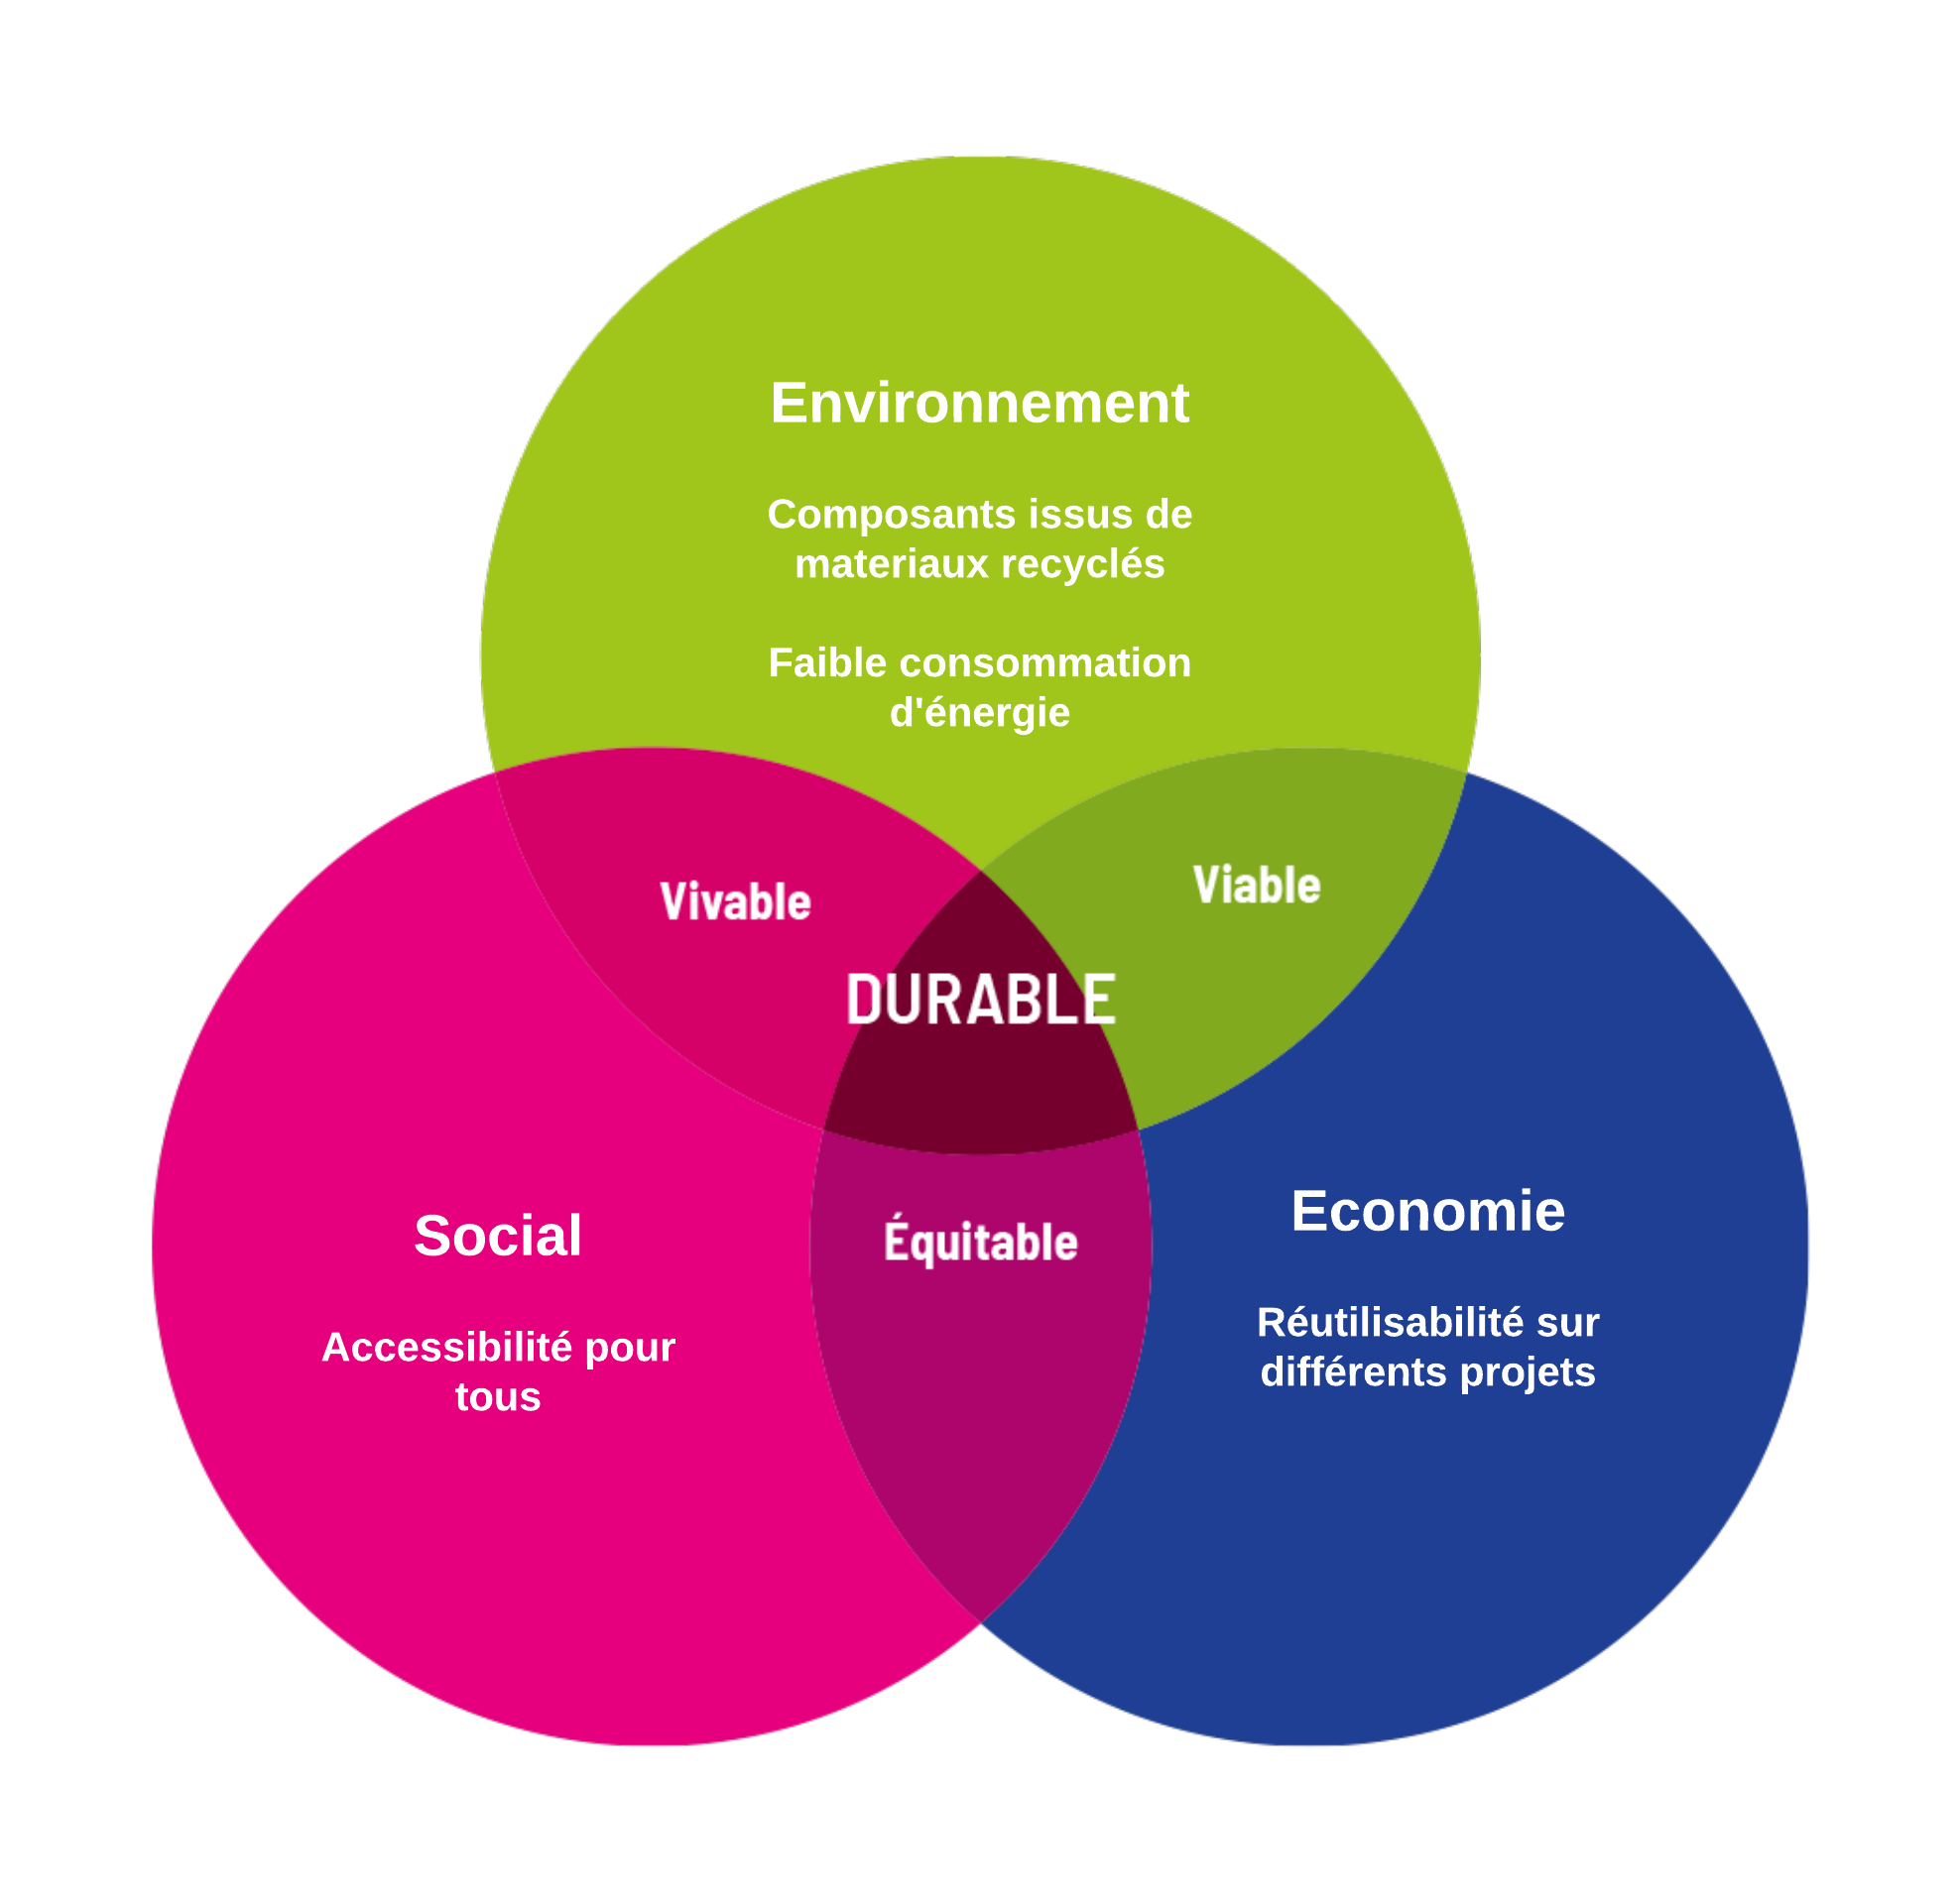 Environnement
Composants issus de
materiaux recyclés
Faible consommation
d'énergie
Vivable
Viable
DURABLE
Social
Accessibilité pour
tous
Équitable
Economie
Réutilisabilité sur
différents projets